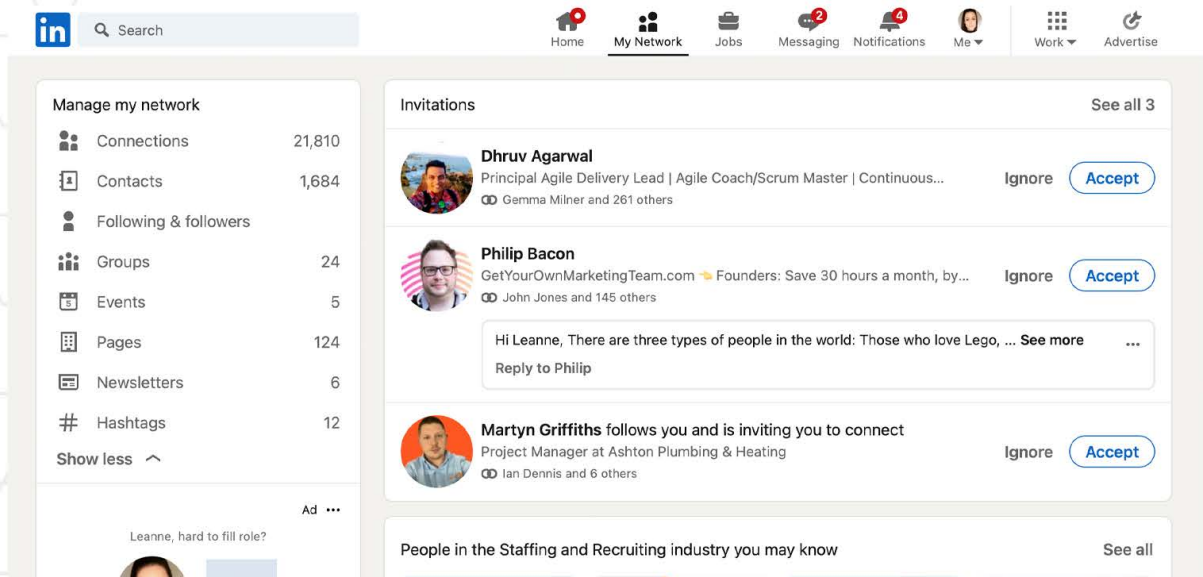 in
Search
Home
My Network
Jobs
2
Messaging
4
Notifications
Me
Work
Advertise
Manage my network
Connections 21,810
Contacts 1,684
Following & followers
Groups 24
5
Events 5
Pages 124
Newsletters 6
# Hashtags 12
Show less
Ad •••
Leanne, hard to fill role?
Invitations See all 3
Dhruv Agarwal
Principal Agile Delivery Lead | Agile Coach/Scrum Master | Continuous...
Gemma Milner and 261 others
Ignore Accept
Philip Bacon
GetYourOwnMarketingTeam.com 👈 Founders: Save 30 hours a month, by...
John Jones and 145 others
Ignore Accept
Hi Leanne, There are three types of people in the world: Those who love Lego, ... See more •••
Reply to Philip
Martyn Griffiths follows you and is inviting you to connect
Project Manager at Ashton Plumbing & Heating
Ian Dennis and 6 others
Ignore Accept
People in the Staffing and Recruiting industry you may know See all